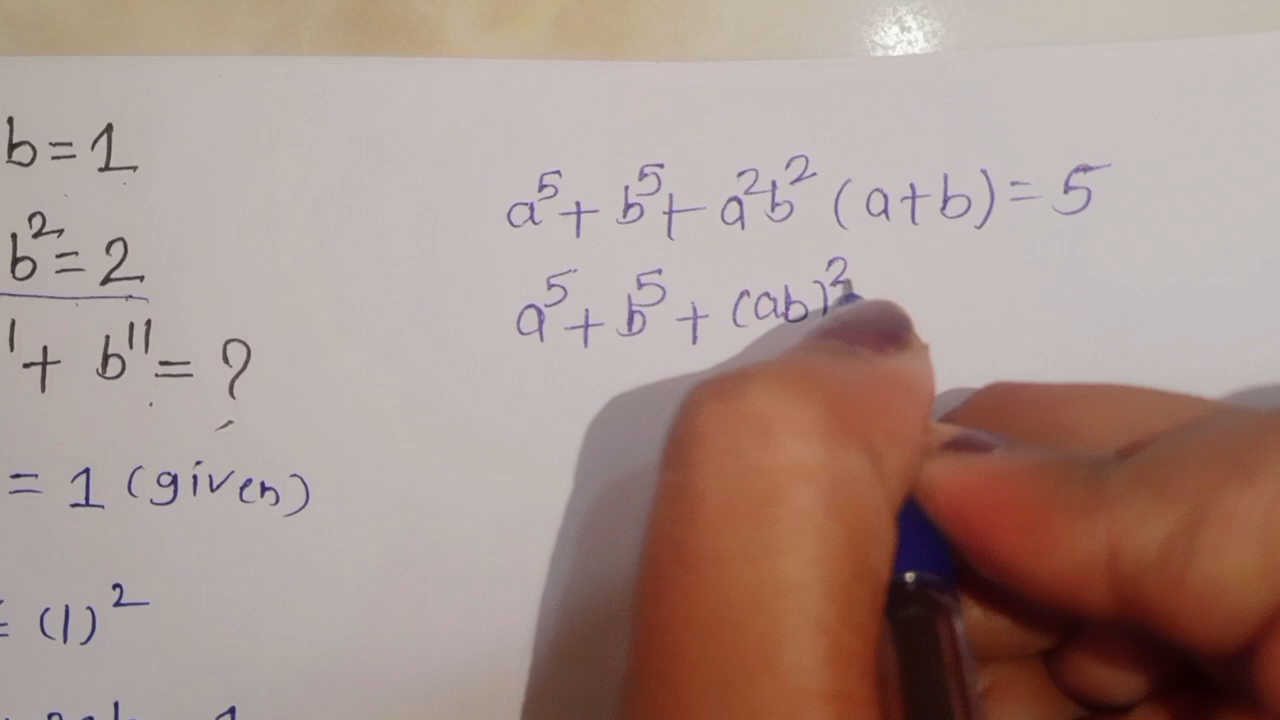 b = 1
b² = 2
¹ + b¹¹ = ?
= 1 (given)
= (1)²
a⁵ + b⁵ + a²b² (a+b) = 5
a⁵ + b⁵ + (ab)²